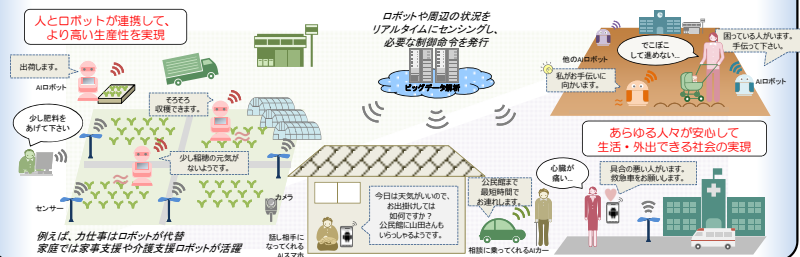 人とロボットが連携して、
より高い生産性を実現
出荷します。
AIロボット
少し肥料を
あげて下さい
そろそろ
収穫できます。
少し稲穂の元気が
ないようです。
センサー
カメラ
例えば、力仕事はロボットが代替
家庭では家事支援や介護支援ロボットが活躍
ロボットや周辺の状況を
リアルタイムにセンシングし、
必要な制御命令を発行
ビッグデータ解析
今日は天気がいいので、
お出掛けしては
如何ですか?
公民館に山田さんも
いらっしゃるようです。
話し相手に
なってくれる
AIスマホ
公民館まで
最短時間で
お連れします。
相談に乗ってくれるAIカー
他のAIロボット
でこぼこ
して進めない…
困っている人がいます。
手伝って下さい。
私がお手伝いに
向かいます。
AIロボット
あらゆる人々が安心して
生活・外出できる社会の実現
心臓が
痛い…
具合の悪い人がいます。
救急車をお願いします。